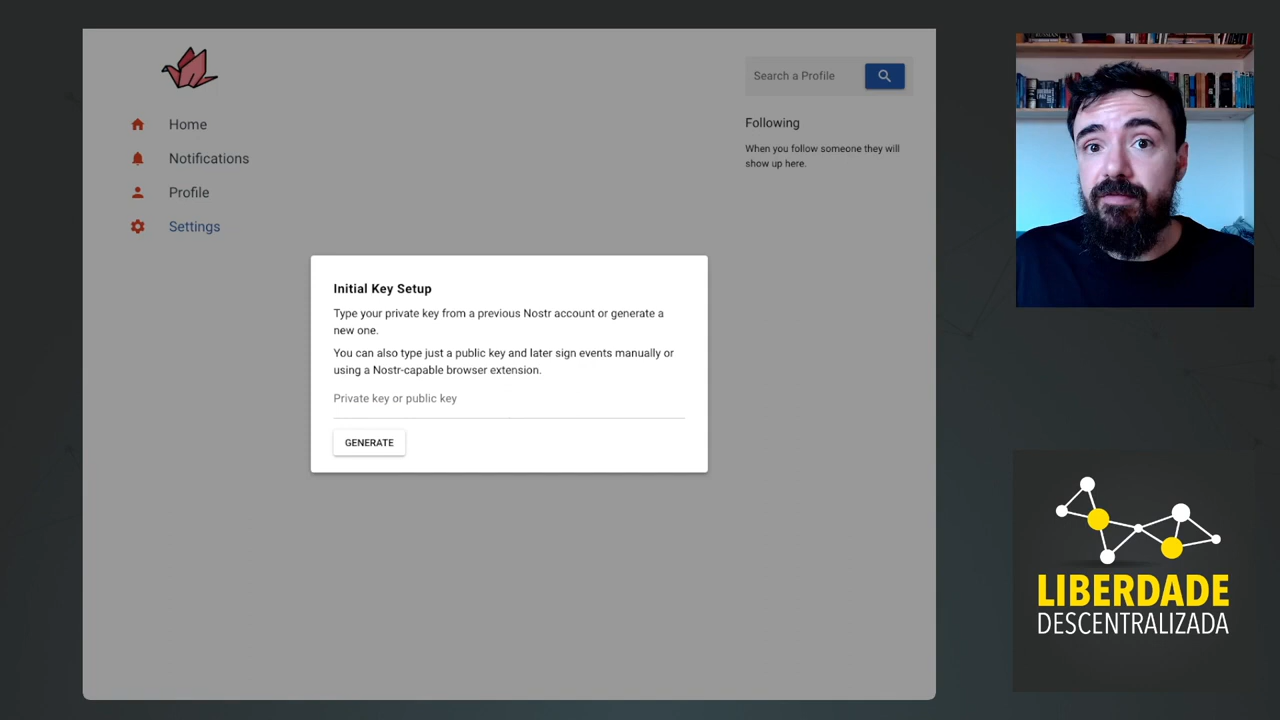 Home
Notifications
Profile
Settings
Search a Profile
Following
When you follow someone they will
show up here.
Initial Key Setup
Type your private key from a previous Nostr account or generate a
new one.
You can also type just a public key and later sign events manually or
using a Nostr-capable browser extension.
Private key or public key
GENERATE
LIBERDADE
DESCENTRALIZADA